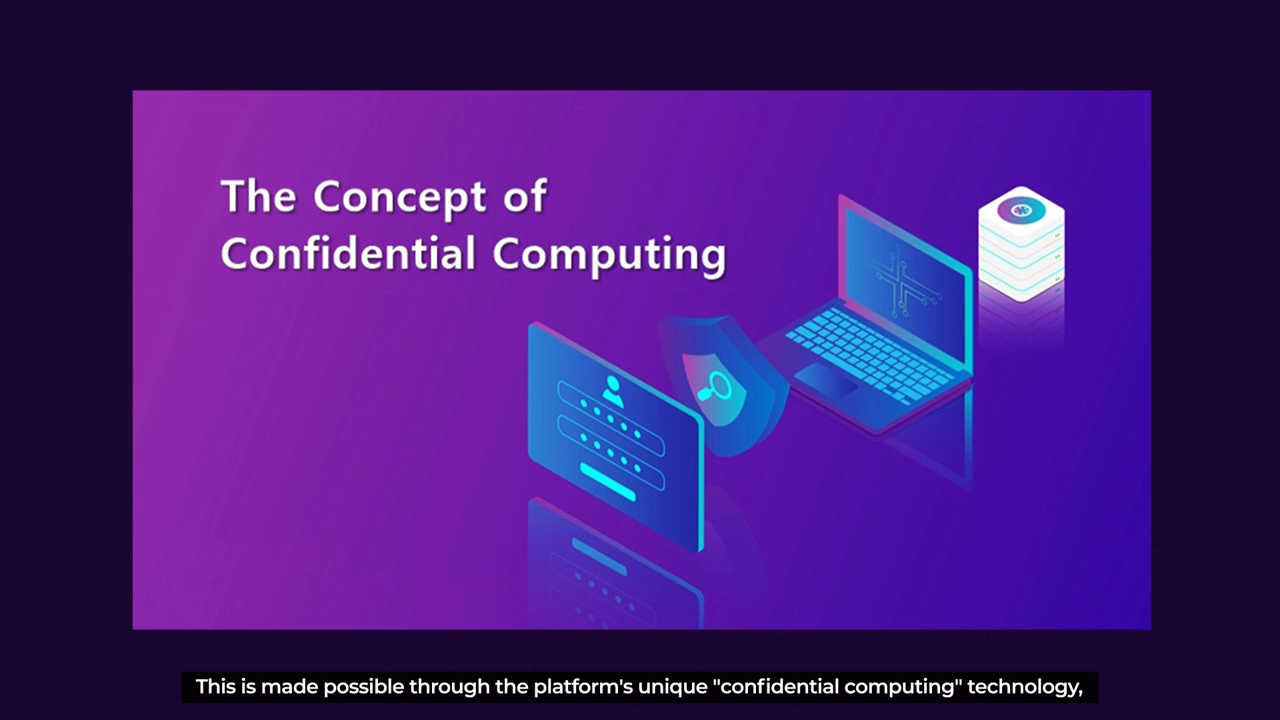 The Concept of
Confidential Computing
This is made possible through the platform's unique "confidential computing" technology,